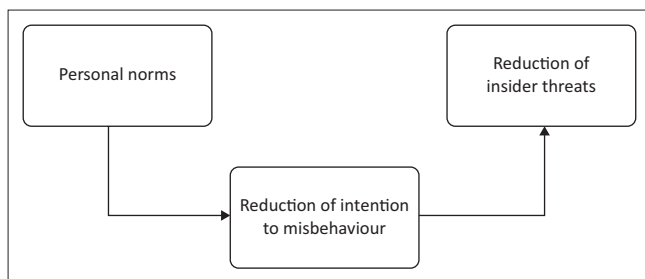 Personal norms
Reduction of
insider threats
Reduction of intention
to misbehaviour